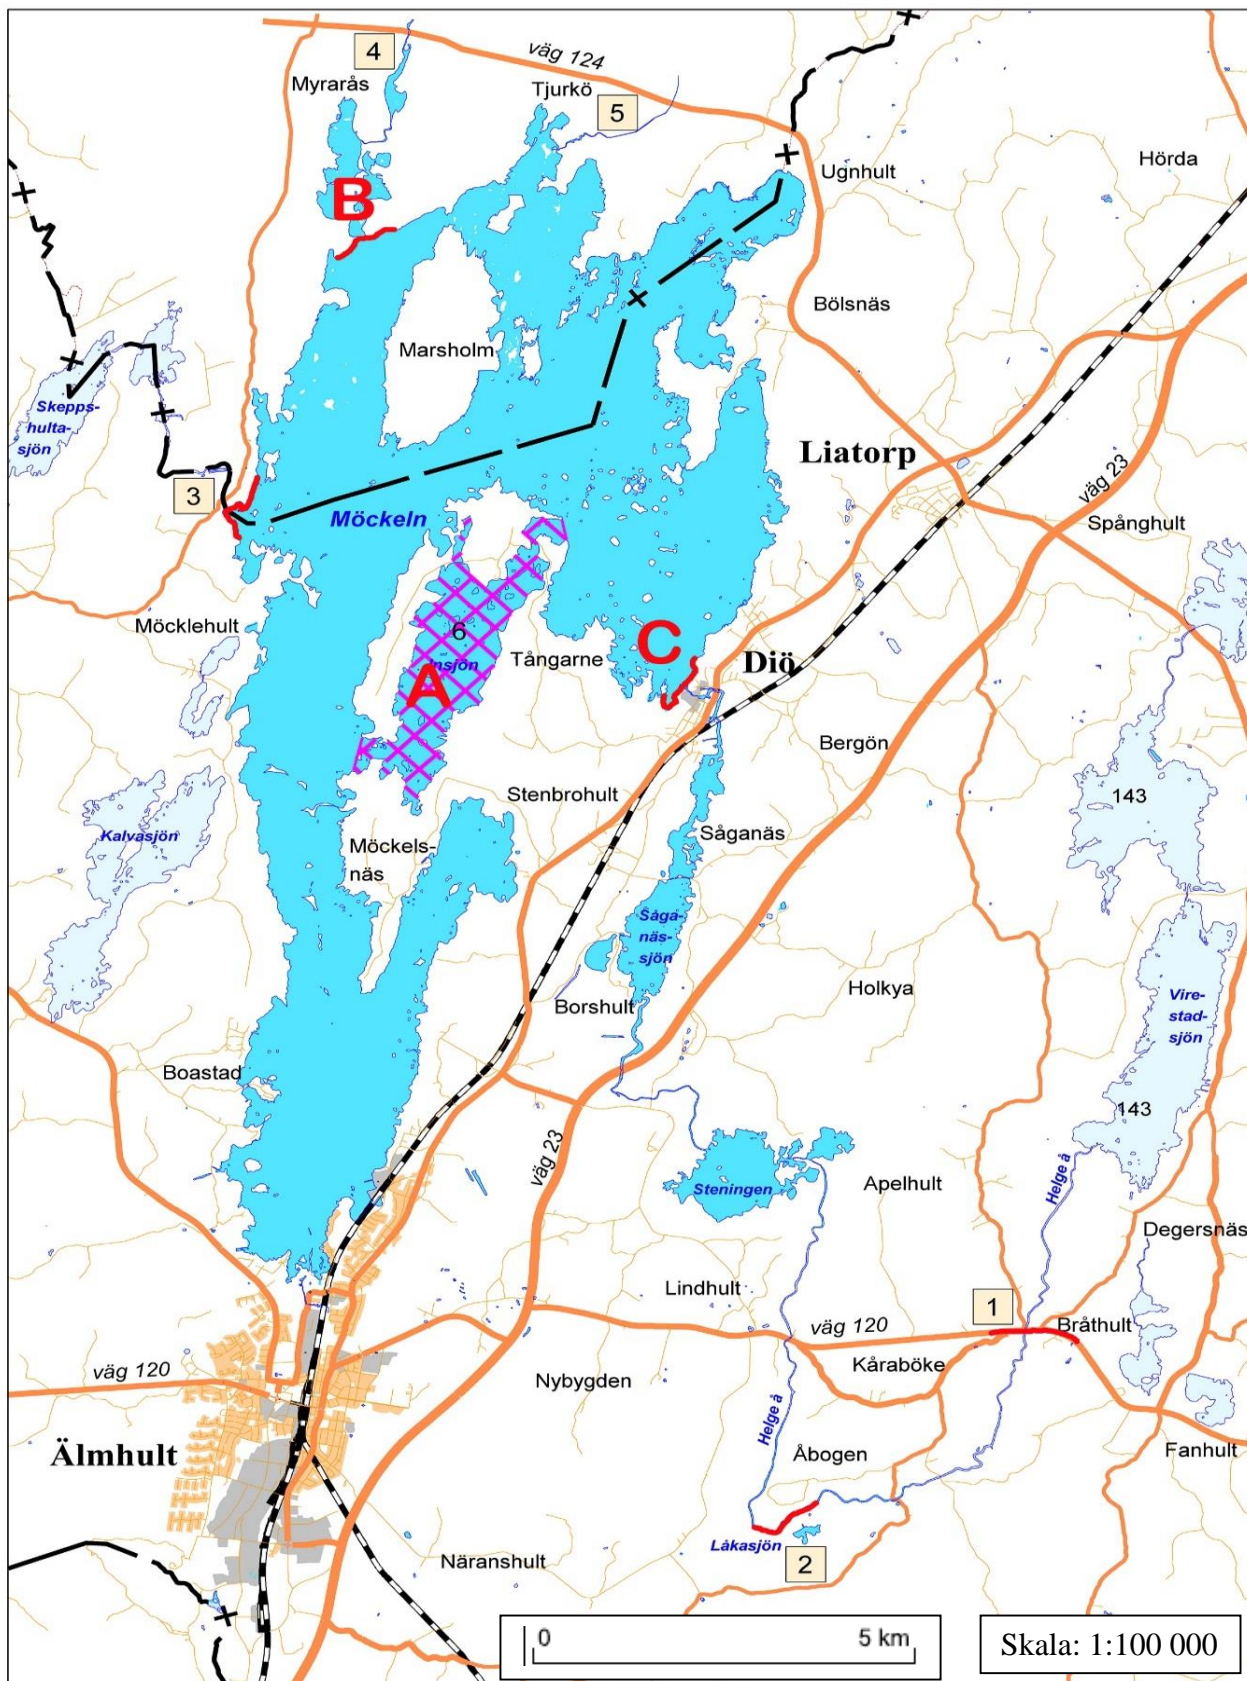 4
väg 124
Myrarås
Tjurkö
5
Hörda
Ugnhult
B
Bölsnäs
Marsholm
Skepps-
hulta-
sjön
Liatorp
väg 23
3
Möckeln
Spånghult
Möcklehult
6
Insjön
A
Tångarne
C
Diö
Bergön
Stenbrohult
143
Såganäs
Kalvasjön
Möckels-
näs
Såga-
näs-
sjön
Holkya
Borshult
Vire-
stad-
sjön
Boastad
143
väg 23
Steningen
Apelhult
Helge å
Degersnäs
Lindhult
1
väg 120
Bråthult
Kåraböke
väg 120
Nybygden
Helge å
Älmhult
Åbogen
Fanhult
Låkasjön
2
Näranshult
0
5 km
Skala: 1:100 000